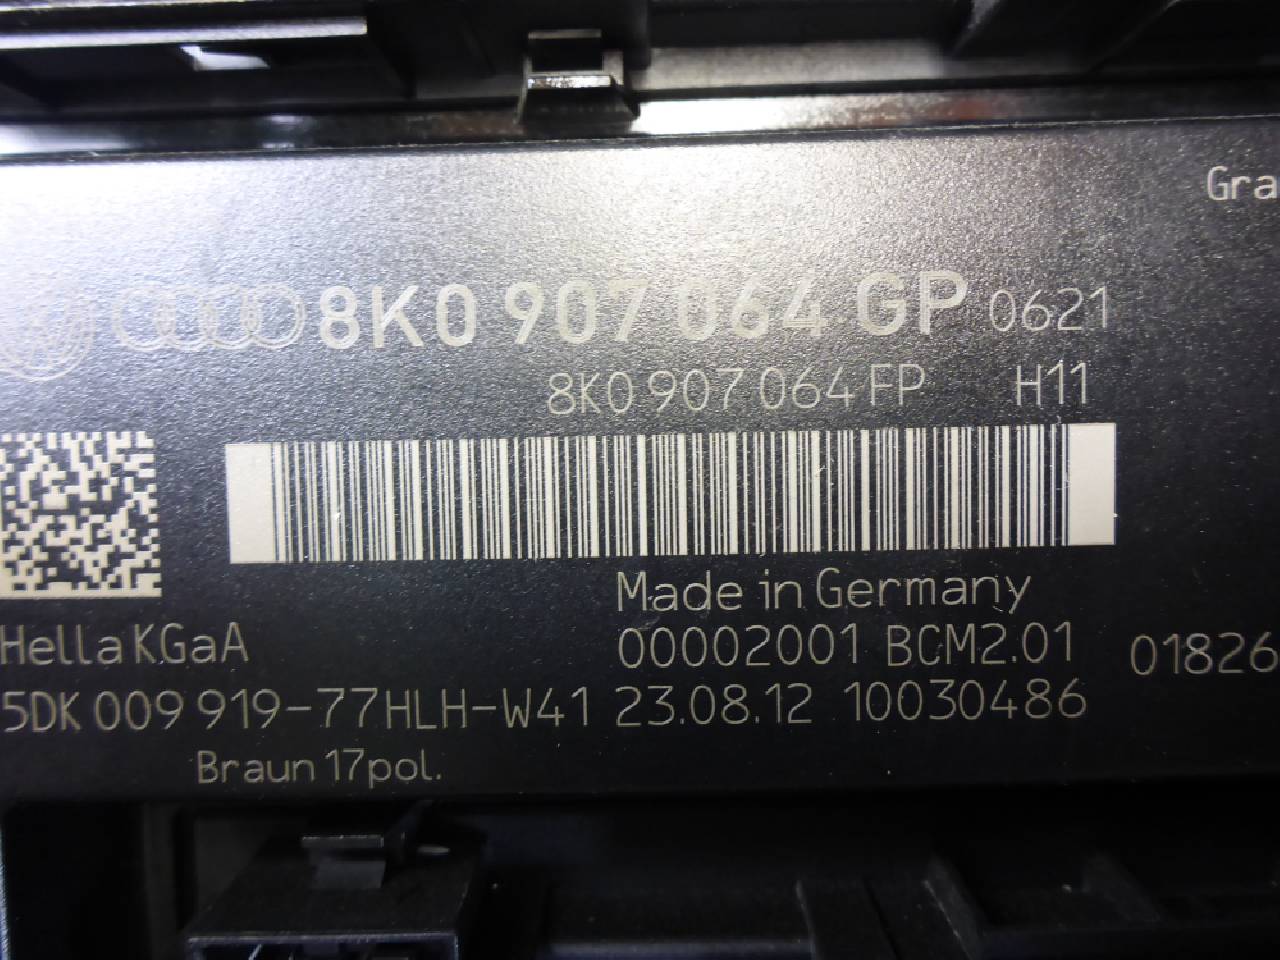 Gra
8K0 907 064 GP 0621
8K0 907 064 FP H11
Made in Germany
Hella KGaA 00002001 BCM2.01 01826
5DK 009 919-77HLH-W41 23.08.12 10030486
Braun 17pol.